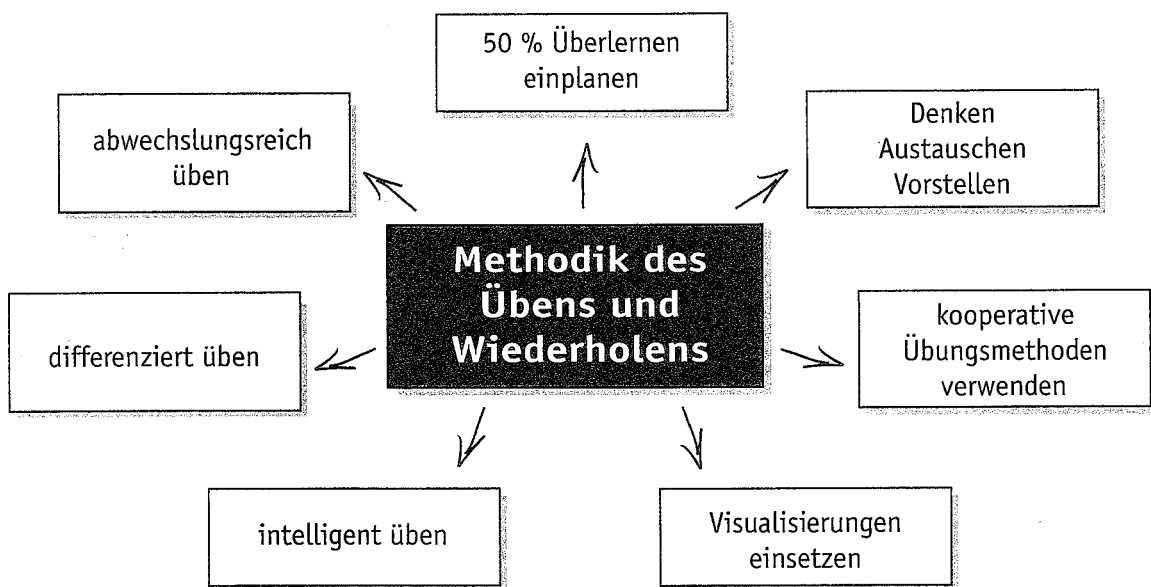 50 % Überlernen
einplanen
abwechslungsreich
üben
Denken
Austauschen
Vorstellen
Methodik des
Übens und
Wiederholens
differenziert üben
kooperative
Übungsmethoden
verwenden
intelligent üben
Visualisierungen
einsetzen